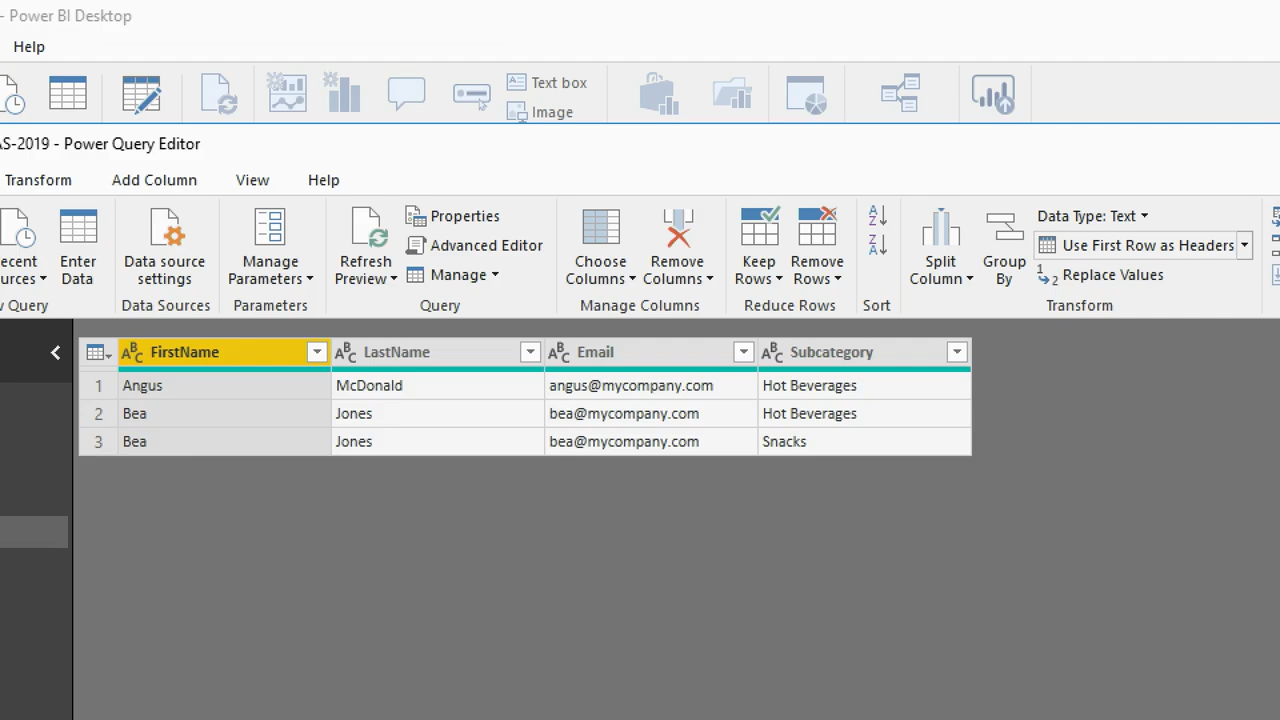 - Power BI Desktop
Help
Text box
Image
AS-2019 - Power Query Editor
Transform Add Column View Help
Properties
Data Type: Text
Advanced Editor
Use First Row as Headers
Enter Data
Data source settings
Manage Parameters
Refresh Preview
Manage
Choose Columns
Remove Columns
Keep Rows
Remove Rows
Split Column
Group By
Replace Values
Query
Data Sources
Parameters
Query
Manage Columns
Reduce Rows
Sort
Transform
FirstName LastName Email Subcategory
1 Angus McDonald angus@mycompany.com Hot Beverages
2 Bea Jones bea@mycompany.com Hot Beverages
3 Bea Jones bea@mycompany.com Snacks